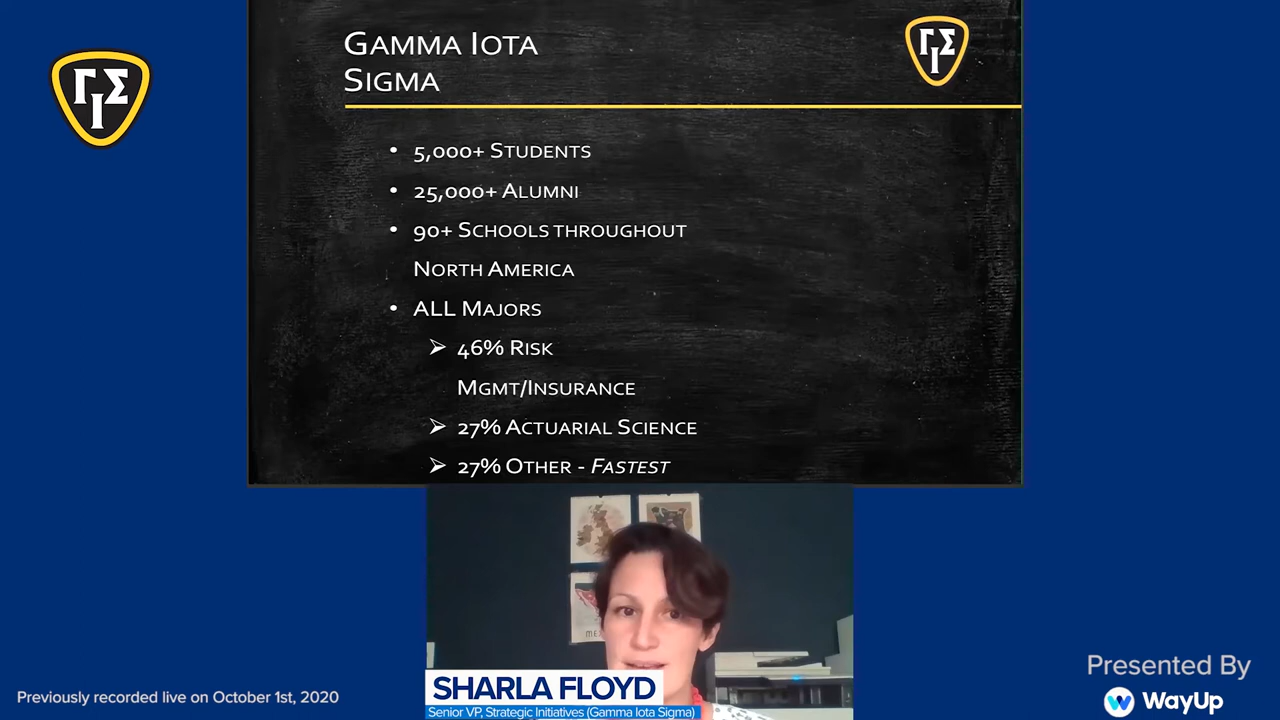 ΓΙΣ
GAMMA IOTA
SIGMA
ΓΙΣ
• 5,000+ STUDENTS
• 25,000+ ALUMNI
• 90+ SCHOOLS THROUGHOUT
NORTH AMERICA
• ALL MAJORS
➢ 46% RISK
MGMT/INSURANCE
➢ 27% ACTUARIAL SCIENCE
➢ 27% OTHER - FASTEST
SHARLA FLOYD
Senior VP, Strategic Initiatives (Gamma Iota Sigma)
Previously recorded live on October 1st, 2020
Presented By
WayUp